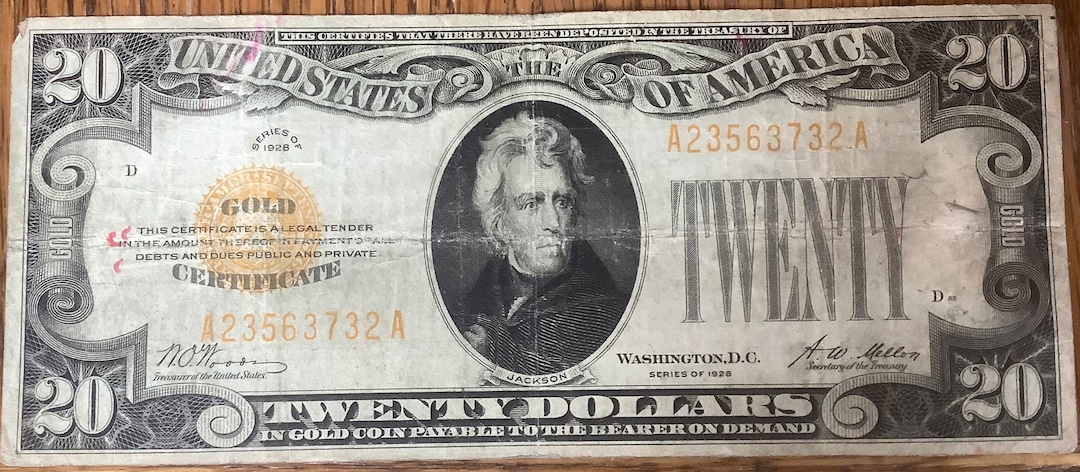 THIS CERTIFIES THAT THERE HAVE BEEN DEPOSITED IN THE TREASURY OF
20 UNITED STATES THE OF AMERICA 20
SERIES OF
1928
A23563732A
D
GOLD
THIS CERTIFICATE IS A LEGAL TENDER
IN THE AMOUNT THEREOF IN PAYMENT OF ALL
DEBTS AND DUES PUBLIC AND PRIVATE
CERTIFICATE
TWENTY
GOLD
GOLD
D
A23563732A
W.O. Woods
Treasurer of the United States.
JACKSON
WASHINGTON, D.C.
SERIES OF 1928
A.W. Mellon
Secretary of the Treasury
20 TWENTY DOLLARS 20
IN GOLD COIN PAYABLE TO THE BEARER ON DEMAND